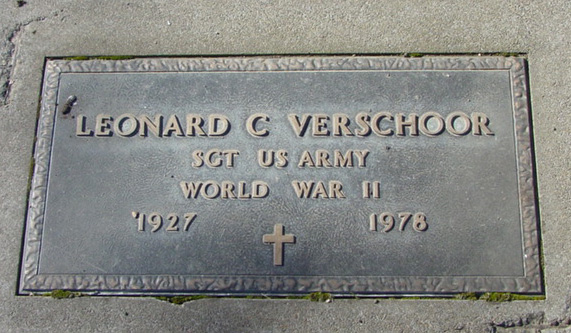 LEONARD C VERSCHOOR
SGT US ARMY
WORLD WAR II
1927 1978